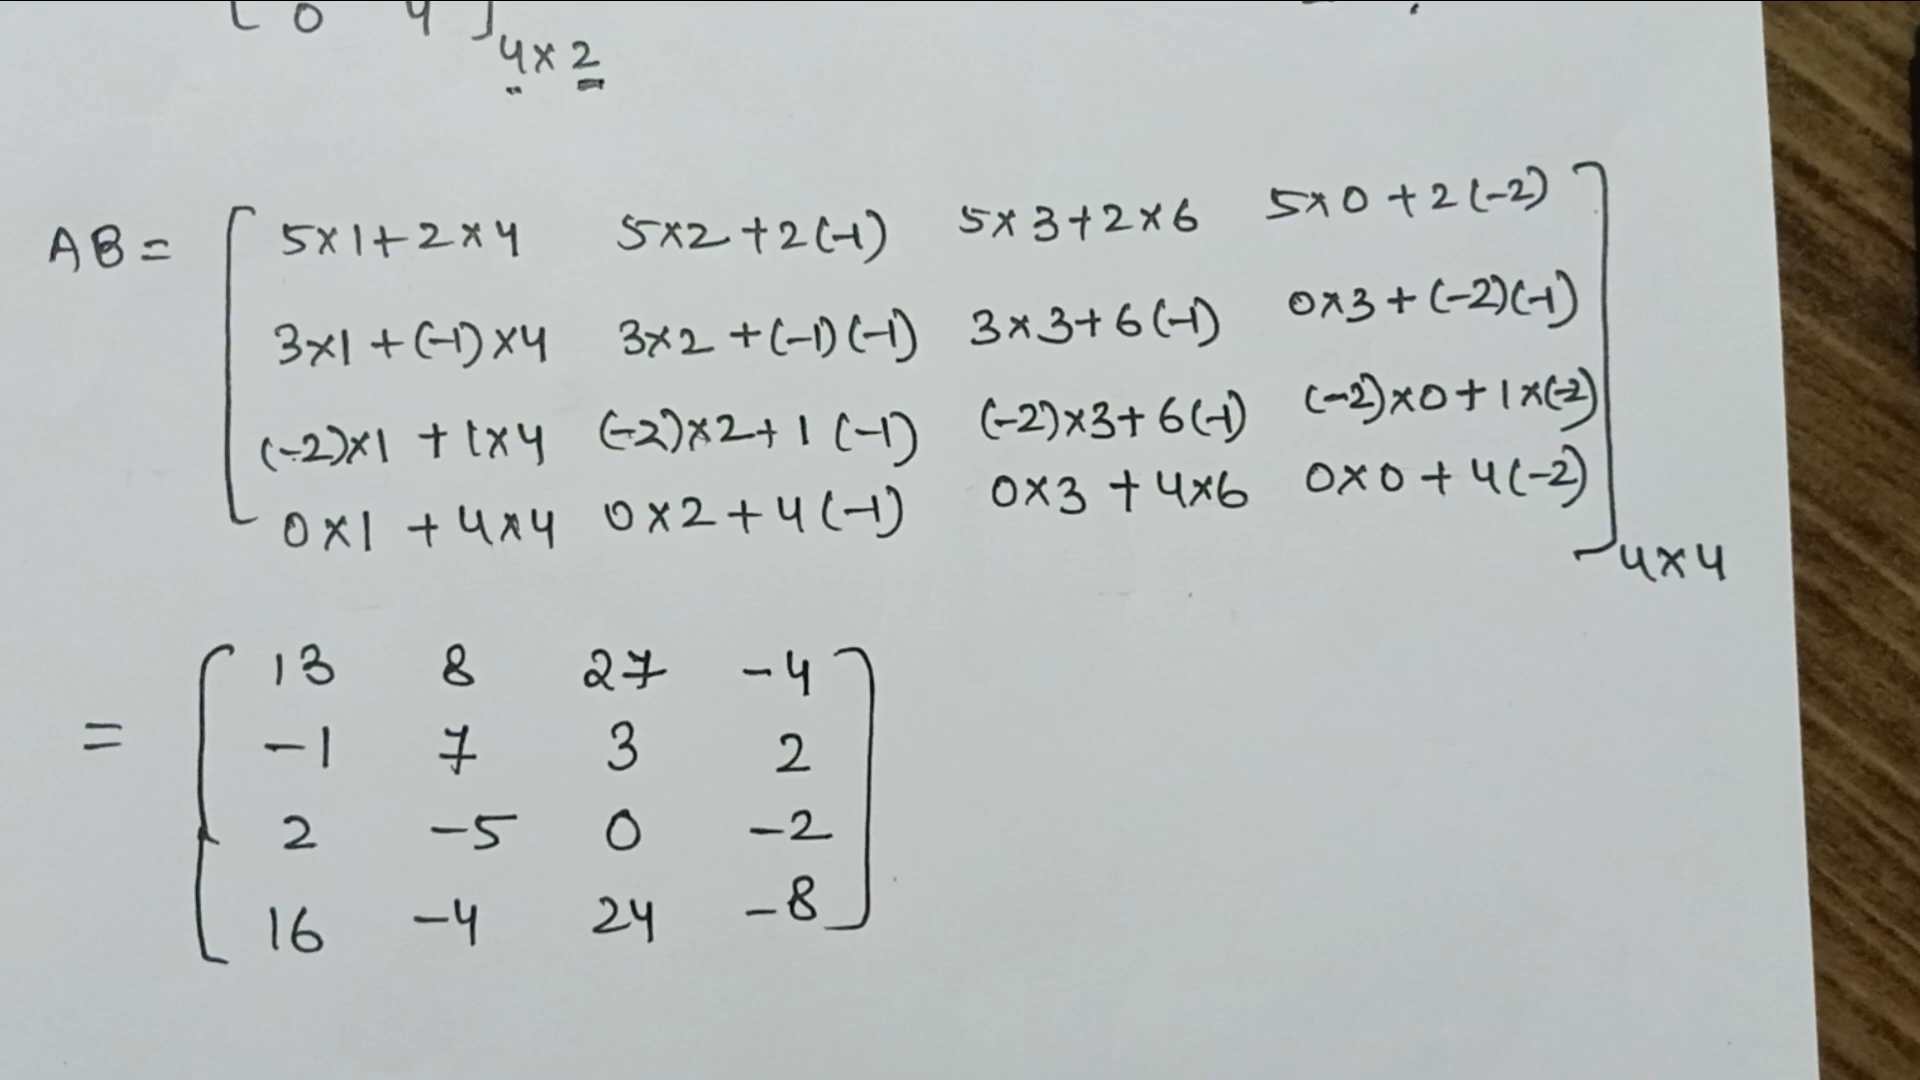 [ 0 4 ]4×2
AB = [ 5×1+2×4 5×2+2(-1) 5×3+2×6 5×0+2(-2)
3×1+(-1)×4 3×2+(-1)(-1) 3×3+6(-1) 0×3+(-2)(-1)
(-2)×1+1×4 (-2)×2+1(-1) (-2)×3+6(-1) (-2)×0+1×(-2)
0×1+4×4 0×2+4(-1) 0×3+4×6 0×0+4(-2) ]4×4
= [ 13 8 27 -4
-1 7 3 2
2 -5 0 -2
16 -4 24 -8 ]